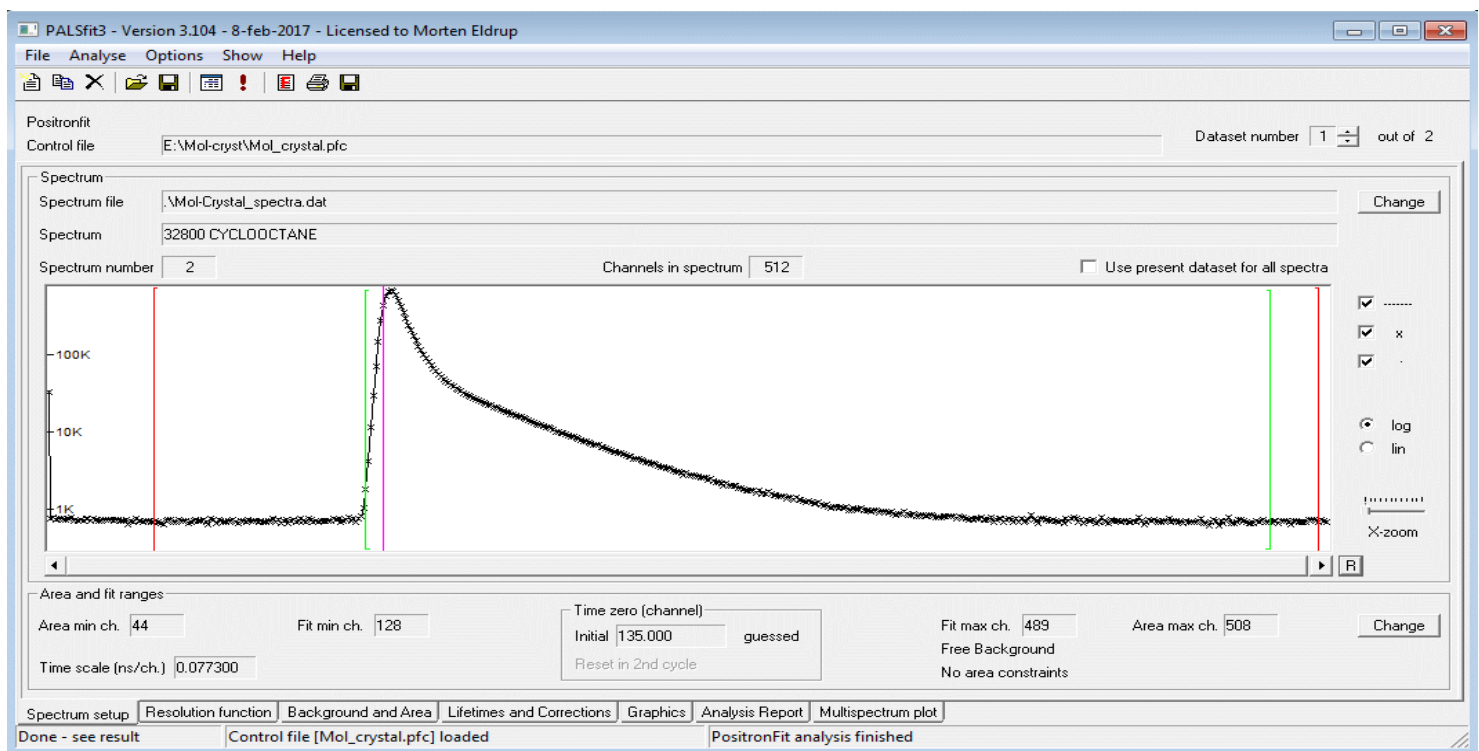 PALSfit3 - Version 3.104 - 8-feb-2017 - Licensed to Morten Eldrup
File Analyse Options Show Help
Positronfit
Control file E:\Mol-cryst\Mol_crystal.pfc Dataset number 1 out of 2
Spectrum
Spectrum file .\Mol-Crystal_spectra.dat Change
Spectrum 32800 CYCLOOCTANE
Spectrum number 2 Channels in spectrum 512 Use present dataset for all spectra
-------
x
100K
.
10K
log
lin
1K
X-zoom
R
Area and fit ranges
Area min ch. 44 Fit min ch. 128 Time zero (channel) Fit max ch. 489 Area max ch. 508 Change
Initial 135.000 guessed
Free Background
Time scale (ns/ch.) 0.077300 Reset in 2nd cycle No area constraints
Spectrum setup Resolution function Background and Area Lifetimes and Corrections Graphics Analysis Report Multispectrum plot
Done - see result Control file [Mol_crystal.pfc] loaded PositronFit analysis finished